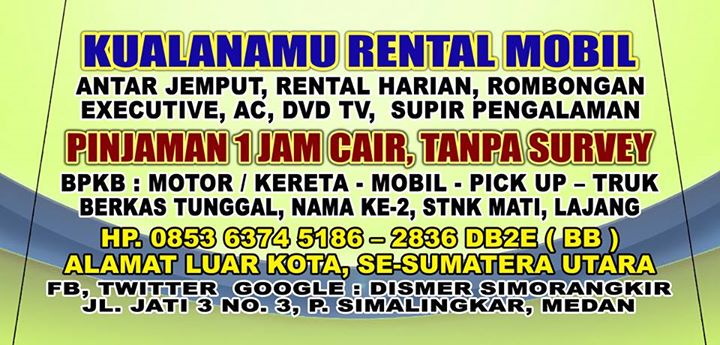 KUALANAMU RENTAL MOBIL
ANTAR JEMPUT, RENTAL HARIAN, ROMBONGAN
EXECUTIVE, AC, DVD TV, SUPIR PENGALAMAN
PINJAMAN 1 JAM CAIR, TANPA SURVEY
BPKB : MOTOR / KERETA - MOBIL - PICK UP – TRUK
BERKAS TUNGGAL, NAMA KE-2, STNK MATI, LAJANG
HP. 0853 6374 5186 – 2836 DB2E ( BB )
ALAMAT LUAR KOTA, SE-SUMATERA UTARA
FB, TWITTER GOOGLE : DISMER SIMORANGKIR
JL. JATI 3 NO. 3, P. SIMALINGKAR, MEDAN